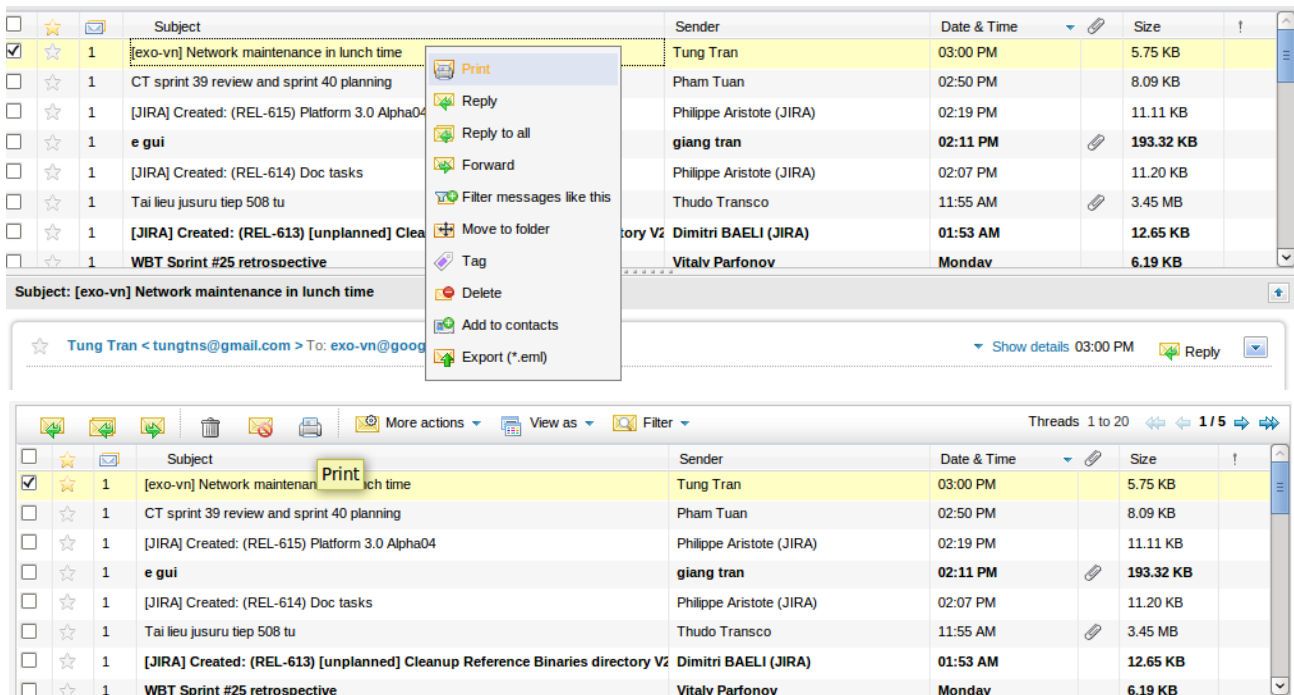 Subject Sender Date & Time Size !
1 [exo-vn] Network maintenance in lunch time Tung Tran 03:00 PM 5.75 KB
Print
1 CT sprint 39 review and sprint 40 planning Pham Tuan 02:50 PM 8.09 KB
Reply
1 [JIRA] Created: (REL-615) Platform 3.0 Alpha04 Philippe Aristote (JIRA) 02:19 PM 11.11 KB
Reply to all
1 e gui giang tran 02:11 PM 193.32 KB
Forward
1 [JIRA] Created: (REL-614) Doc tasks Philippe Aristote (JIRA) 02:07 PM 11.20 KB
Filter messages like this
1 Tai lieu jusuru tiep 508 tu Thudo Transco 11:55 AM 3.45 MB
Move to folder
1 [JIRA] Created: (REL-613) [unplanned] Clea tory V2 Dimitri BAELI (JIRA) 01:53 AM 12.65 KB
Tag
1 WBT Sprint #25 retrospective Vitaly Parfonov Monday 6.19 KB
Delete
Subject: [exo-vn] Network maintenance in lunch time
Add to contacts
Tung Tran < tungtns@gmail.com > To: exo-vn@goog Show details 03:00 PM Reply
Export (*.eml)
More actions View as Filter Threads 1 to 20 1 / 5
Subject Sender Date & Time Size !
Print
1 [exo-vn] Network maintenan ch time Tung Tran 03:00 PM 5.75 KB
1 CT sprint 39 review and sprint 40 planning Pham Tuan 02:50 PM 8.09 KB
1 [JIRA] Created: (REL-615) Platform 3.0 Alpha04 Philippe Aristote (JIRA) 02:19 PM 11.11 KB
1 e gui giang tran 02:11 PM 193.32 KB
1 [JIRA] Created: (REL-614) Doc tasks Philippe Aristote (JIRA) 02:07 PM 11.20 KB
1 Tai lieu jusuru tiep 508 tu Thudo Transco 11:55 AM 3.45 MB
1 [JIRA] Created: (REL-613) [unplanned] Cleanup Reference Binaries directory V2 Dimitri BAELI (JIRA) 01:53 AM 12.65 KB
1 WBT Sprint #25 retrospective Vitaly Parfonov Monday 6.19 KB